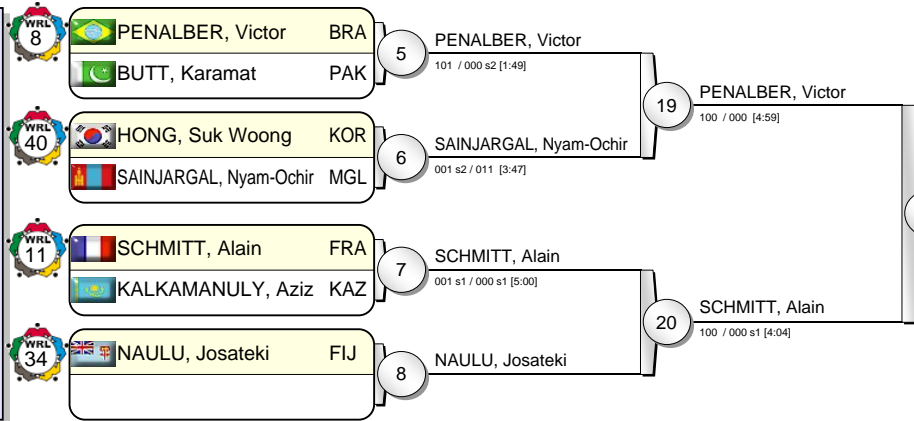 WRL
8
PENALBER, Victor BRA
BUTT, Karamat PAK
5
PENALBER, Victor
101 / 000 s2 [1:49]
WRL
40
HONG, Suk Woong KOR
SAINJARGAL, Nyam-Ochir MGL
6
SAINJARGAL, Nyam-Ochir
001 s2 / 011 [3:47]
19
PENALBER, Victor
100 / 000 [4:59]
WRL
11
SCHMITT, Alain FRA
KALKAMANULY, Aziz KAZ
7
SCHMITT, Alain
001 s1 / 000 s1 [5:00]
WRL
34
NAULU, Josateki FIJ
8
NAULU, Josateki
20
SCHMITT, Alain
100 / 000 s1 [4:04]